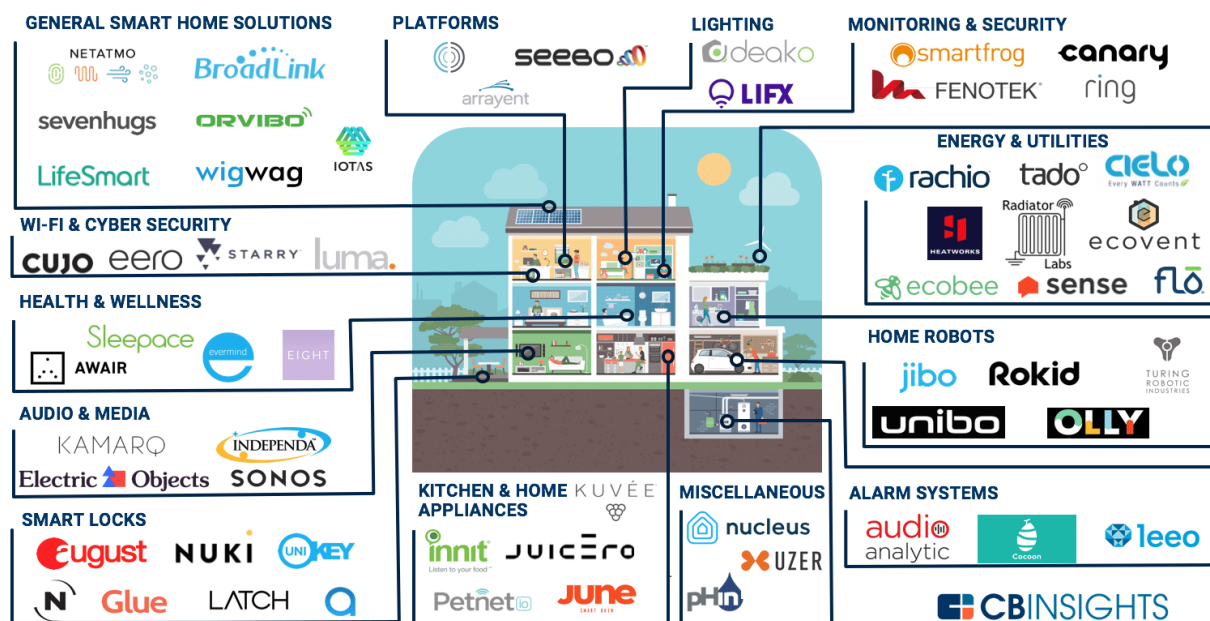 GENERAL SMART HOME SOLUTIONS
NETATMO
BroadLink
sevenhugs
ORVIBO
IOTAS
LifeSmart
wigwag
PLATFORMS
SEEBO
arrayent
LIGHTING
deako
LIFX
MONITORING & SECURITY
smartfrog
canary
FENOTEK
ring
ENERGY & UTILITIES
rachio
tado°
CIELO
Every WATT Counts
HEATWORKS
Radiator
Labs
ecovent
ecobee
sense
flō
WI-FI & CYBER SECURITY
CUJO
eero
STARRY
luma.
HEALTH & WELLNESS
Sleepace
AWAIR
evermind
EIGHT
HOME ROBOTS
jibo
Rokid
TURING
ROBOTIC
INDUSTRIES
unibo
OLLY
AUDIO & MEDIA
KAMARQ
INDEPENDA
Electric Objects
SONOS
SMART LOCKS
august
NUKI
UNIKEY
N
Glue
LATCH
a
KITCHEN & HOME
APPLIANCES
KUVÉE
innit
Listen to your food™
JUICERO
Petnet io
JUNE
SMART OVEN
MISCELLANEOUS
nucleus
UZER
pHin
ALARM SYSTEMS
audio
analytic
Cocoon
leeo
CBINSIGHTS